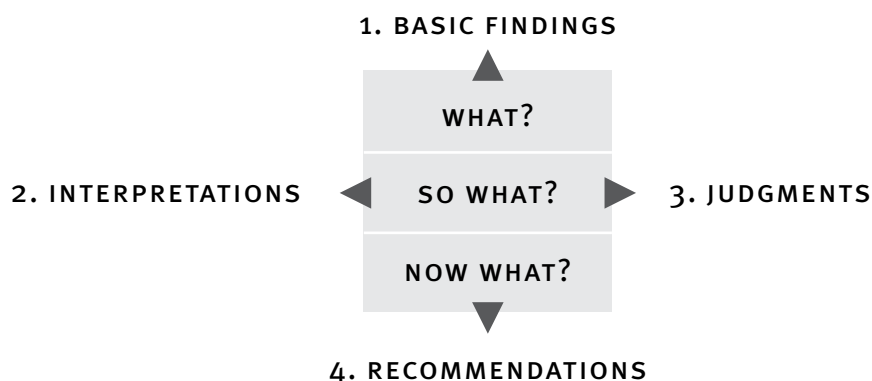 1. BASIC FINDINGS
WHAT?
2. INTERPRETATIONS
SO WHAT?
3. JUDGMENTS
NOW WHAT?
4. RECOMMENDATIONS